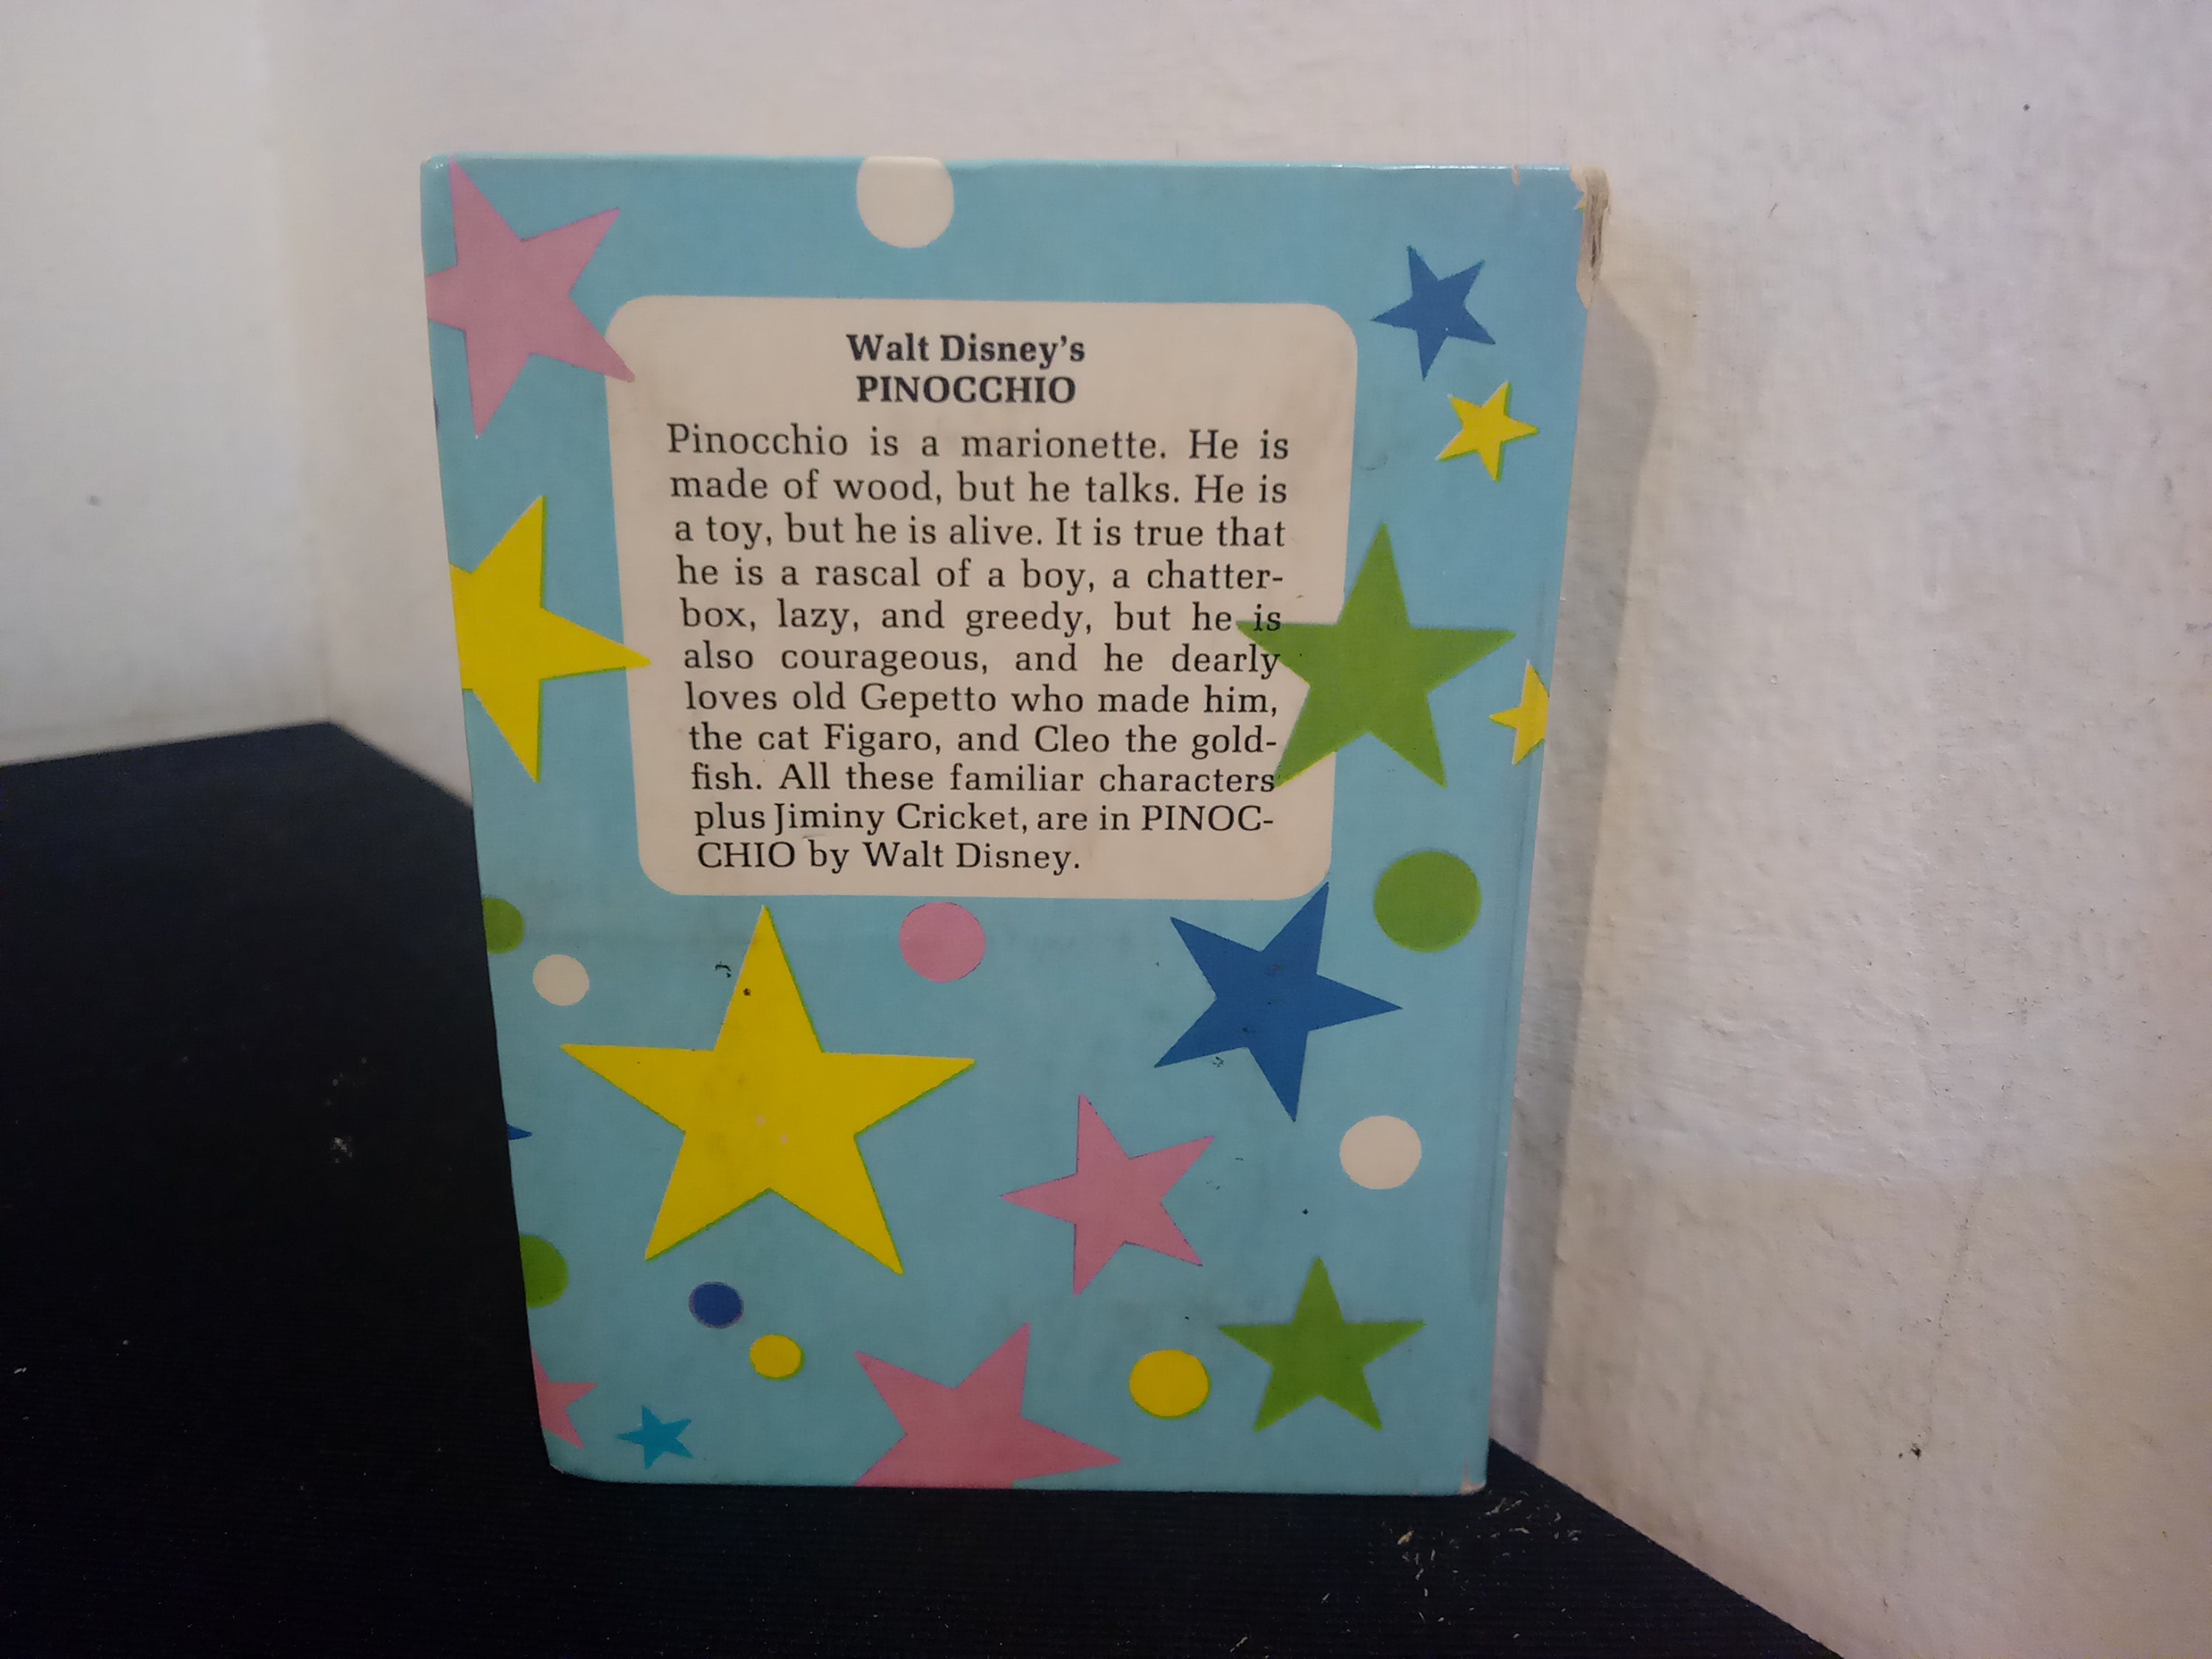 Walt Disney's
PINOCCHIO
Pinocchio is a marionette. He is
made of wood, but he talks. He is
a toy, but he is alive. It is true that
he is a rascal of a boy, a chatter-
box, lazy, and greedy, but he is
also courageous, and he dearly
loves old Gepetto who made him,
the cat Figaro, and Cleo the gold-
fish. All these familiar characters
plus Jiminy Cricket, are in PINOC-
CHIO by Walt Disney.